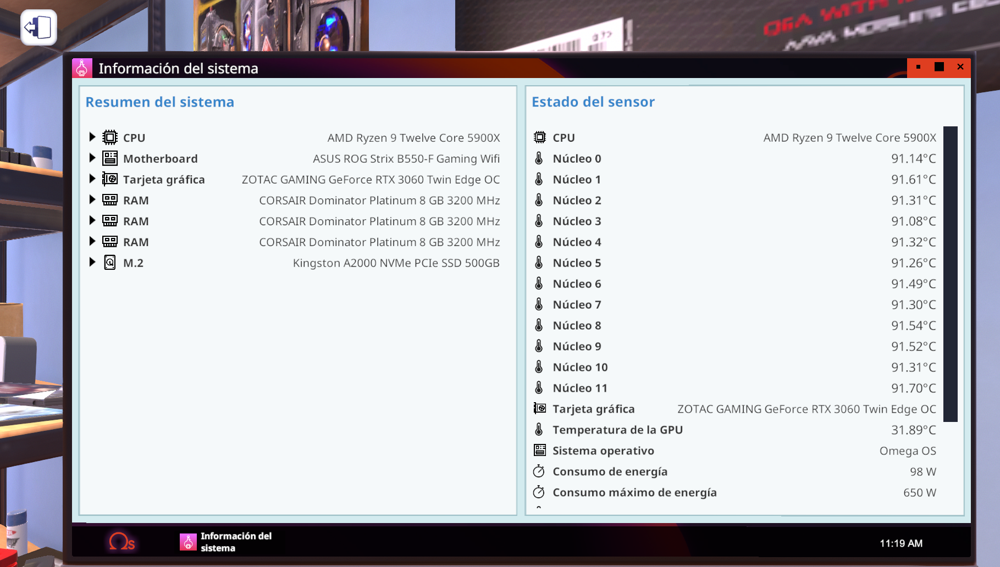 Información del sistema
Resumen del sistema
CPU AMD Ryzen 9 Twelve Core 5900X
Motherboard ASUS ROG Strix B550-F Gaming Wifi
Tarjeta gráfica ZOTAC GAMING GeForce RTX 3060 Twin Edge OC
RAM CORSAIR Dominator Platinum 8 GB 3200 MHz
RAM CORSAIR Dominator Platinum 8 GB 3200 MHz
RAM CORSAIR Dominator Platinum 8 GB 3200 MHz
M.2 Kingston A2000 NVMe PCIe SSD 500GB
Estado del sensor
CPU AMD Ryzen 9 Twelve Core 5900X
Núcleo 0 91.14°C
Núcleo 1 91.61°C
Núcleo 2 91.31°C
Núcleo 3 91.08°C
Núcleo 4 91.32°C
Núcleo 5 91.26°C
Núcleo 6 91.49°C
Núcleo 7 91.30°C
Núcleo 8 91.54°C
Núcleo 9 91.52°C
Núcleo 10 91.31°C
Núcleo 11 91.70°C
Tarjeta gráfica ZOTAC GAMING GeForce RTX 3060 Twin Edge OC
Temperatura de la GPU 31.89°C
Sistema operativo Omega OS
Consumo de energía 98 W
Consumo máximo de energía 650 W
Ωs
Información del
sistema
11:19 AM